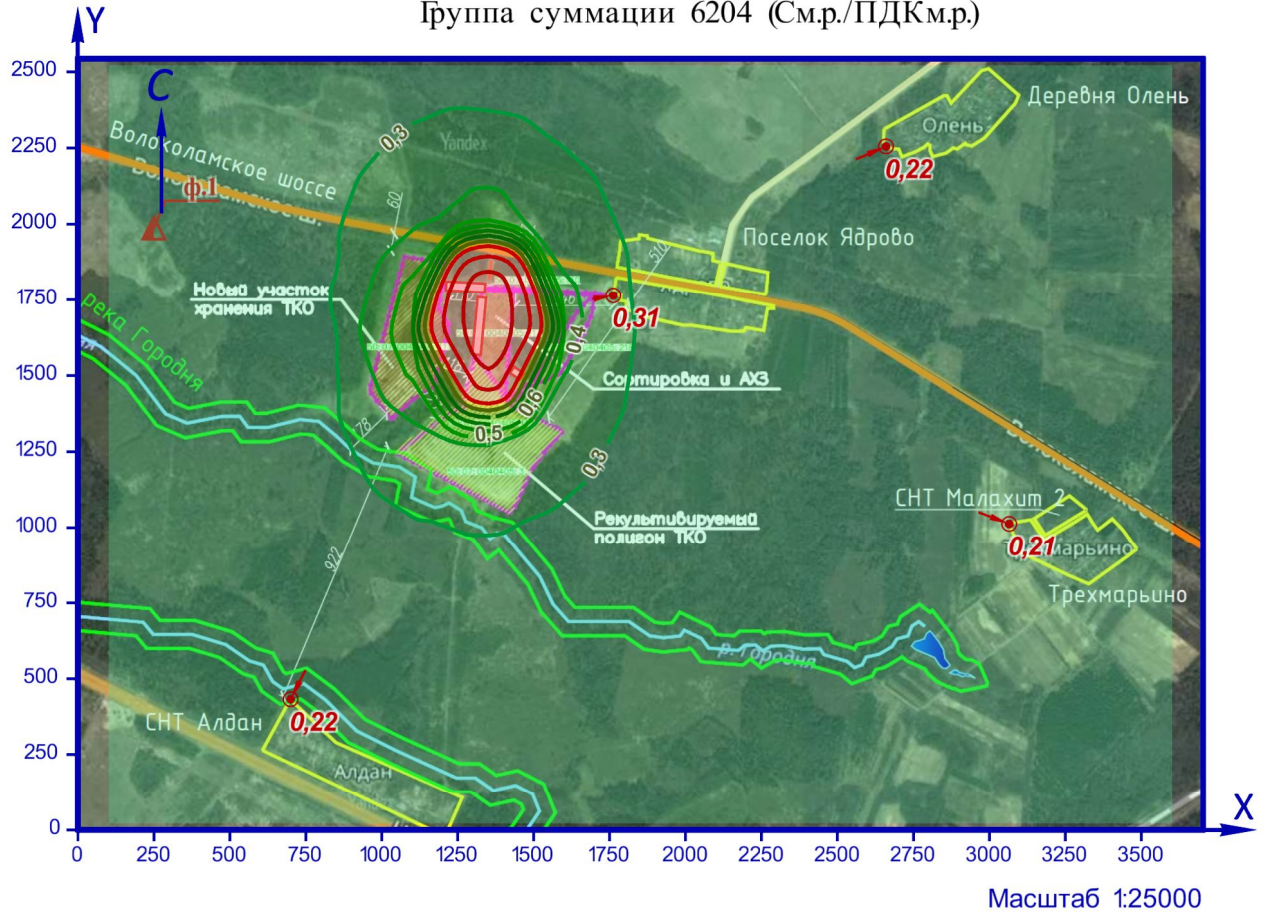 Группа суммации 6204 (См.р./ПДКм.р.)
Y
2500
2250
2000
1750
1500
1250
1000
750
500
250
0
С
Деревня Олень
Олень
0,22
0,3
Yandex
Волоколамское шоссе
60
ф.1
Поселок Ядрово
510
Новый участок
хранения ТКО
0,31
0,4
река Городня
Сортировка и АХЗ
0,6
0,5
78
0,3
СНТ Малахит 2
Рекультивируемый
полигон ТКО
0,21
Трехмарьино
922
р. Городня
СНТ Алдан
0,22
Алдан
0
250
500
750
1000
1250
1500
1750
2000
2250
2500
2750
3000
3250
3500
X
Масштаб 1:25000